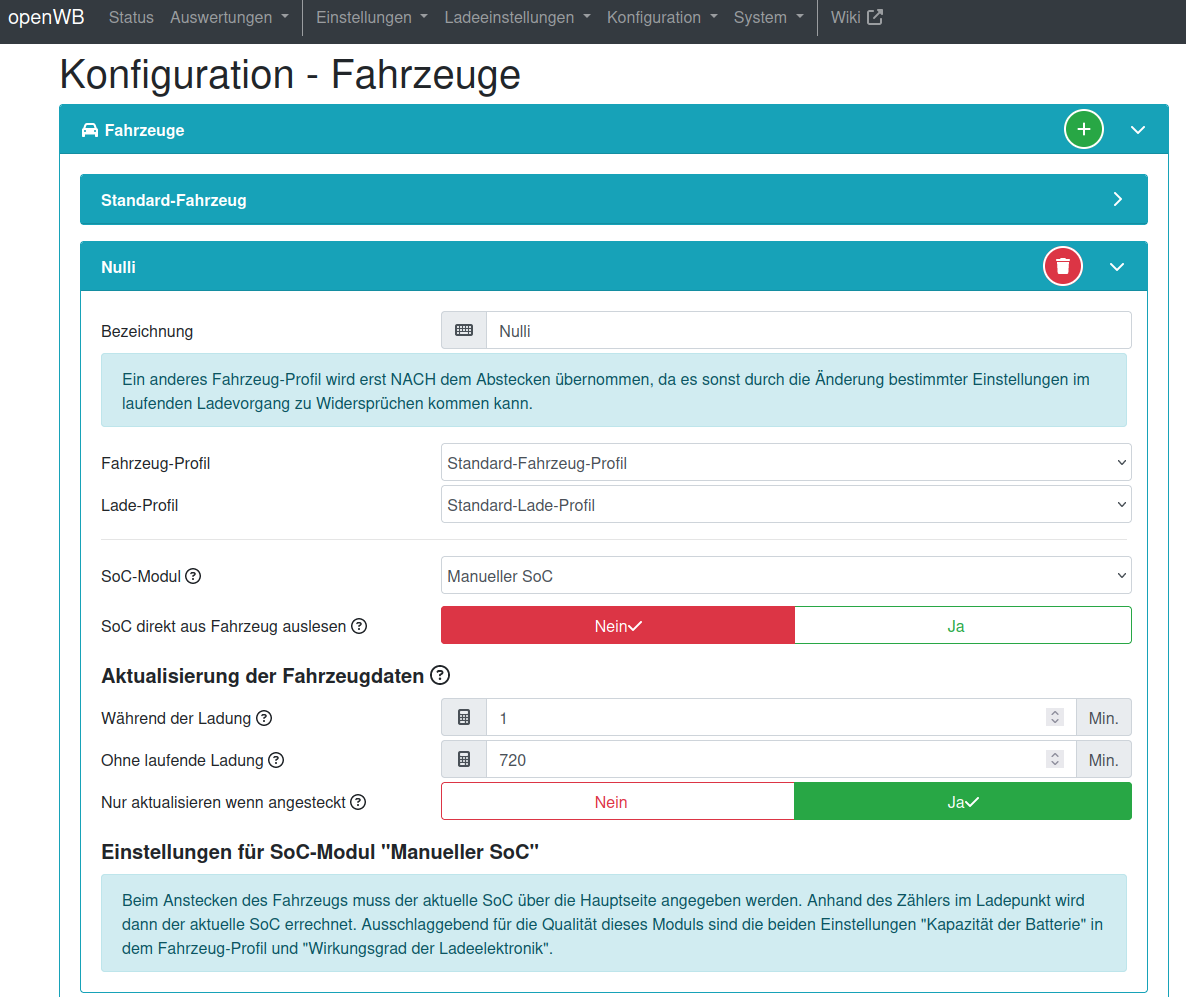 openWB Status Auswertungen Einstellungen Ladeeinstellungen Konfiguration System Wiki
Konfiguration - Fahrzeuge
Fahrzeuge
Standard-Fahrzeug
Nulli
Bezeichnung Nulli
Ein anderes Fahrzeug-Profil wird erst NACH dem Abstecken übernommen, da es sonst durch die Änderung bestimmter Einstellungen im
laufenden Ladevorgang zu Widersprüchen kommen kann.
Fahrzeug-Profil Standard-Fahrzeug-Profil
Lade-Profil Standard-Lade-Profil
SoC-Modul Manueller SoC
SoC direkt aus Fahrzeug auslesen Nein Ja
Aktualisierung der Fahrzeugdaten
Während der Ladung 1 Min.
Ohne laufende Ladung 720 Min.
Nur aktualisieren wenn angesteckt Nein Ja
Einstellungen für SoC-Modul "Manueller SoC"
Beim Anstecken des Fahrzeugs muss der aktuelle SoC über die Hauptseite angegeben werden. Anhand des Zählers im Ladepunkt wird
dann der aktuelle SoC errechnet. Ausschlaggebend für die Qualität dieses Moduls sind die beiden Einstellungen "Kapazität der Batterie" in
dem Fahrzeug-Profil und "Wirkungsgrad der Ladeelektronik".